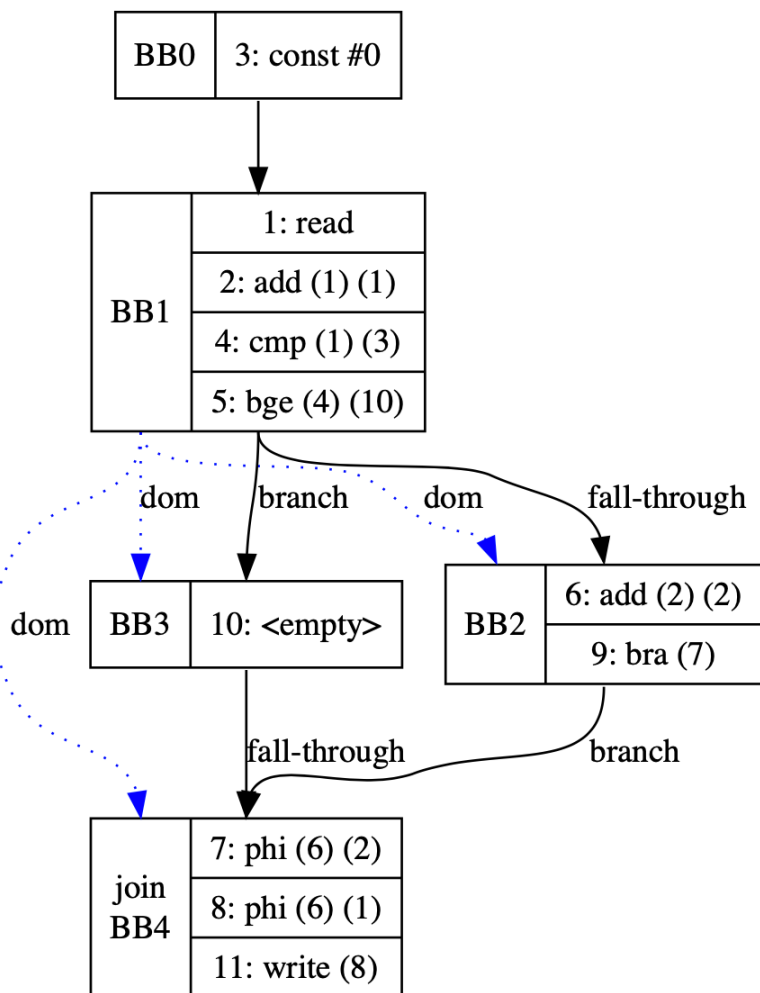 BB0
3: const #0
BB1
1: read
2: add (1) (1)
4: cmp (1) (3)
5: bge (4) (10)
dom
branch
dom
fall-through
dom
BB3
10: <empty>
BB2
6: add (2) (2)
9: bra (7)
fall-through
branch
join
BB4
7: phi (6) (2)
8: phi (6) (1)
11: write (8)